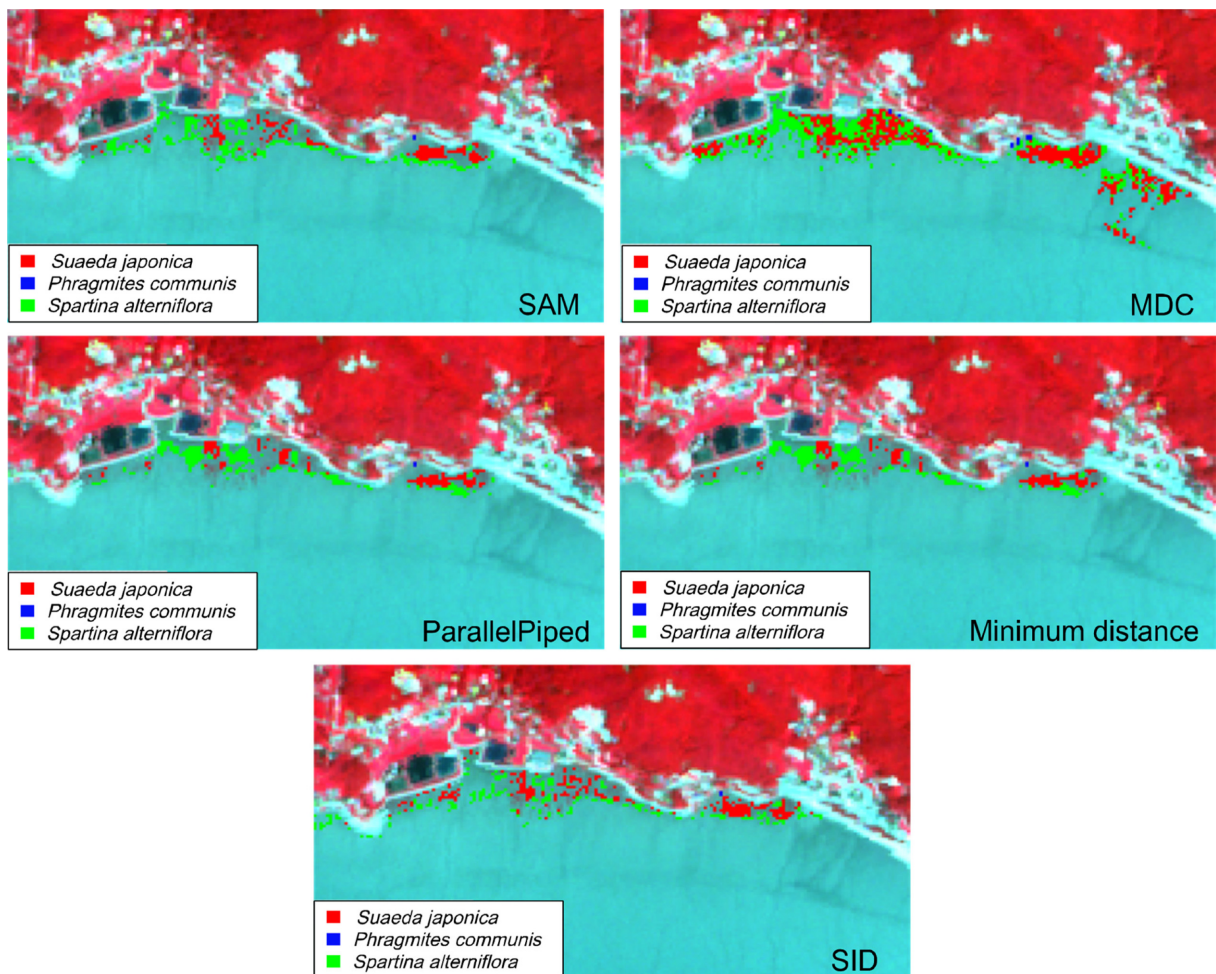 Suaeda japonica
Phragmites communis
Spartina alterniflora
SAM
Suaeda japonica
Phragmites communis
Spartina alterniflora
MDC
Suaeda japonica
Phragmites communis
Spartina alterniflora
ParallelPiped
Suaeda japonica
Phragmites communis
Spartina alterniflora
Minimum distance
Suaeda japonica
Phragmites communis
Spartina alterniflora
SID